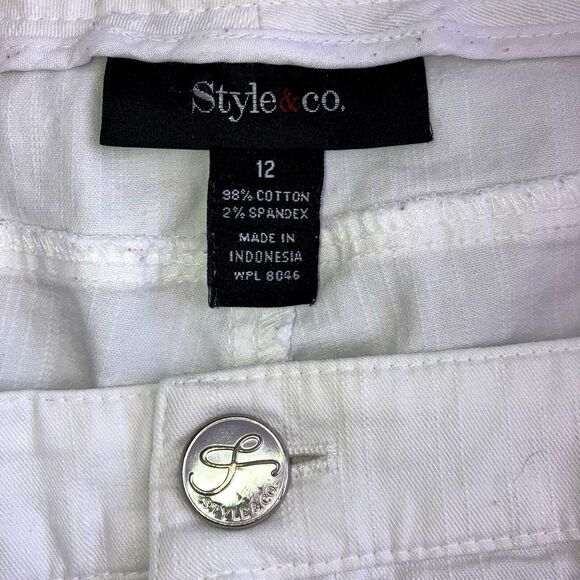 Style&co.
12
98% COTTON
2% SPANDEX
MADE IN
INDONESIA
WPL 8046
STYLE&CO.